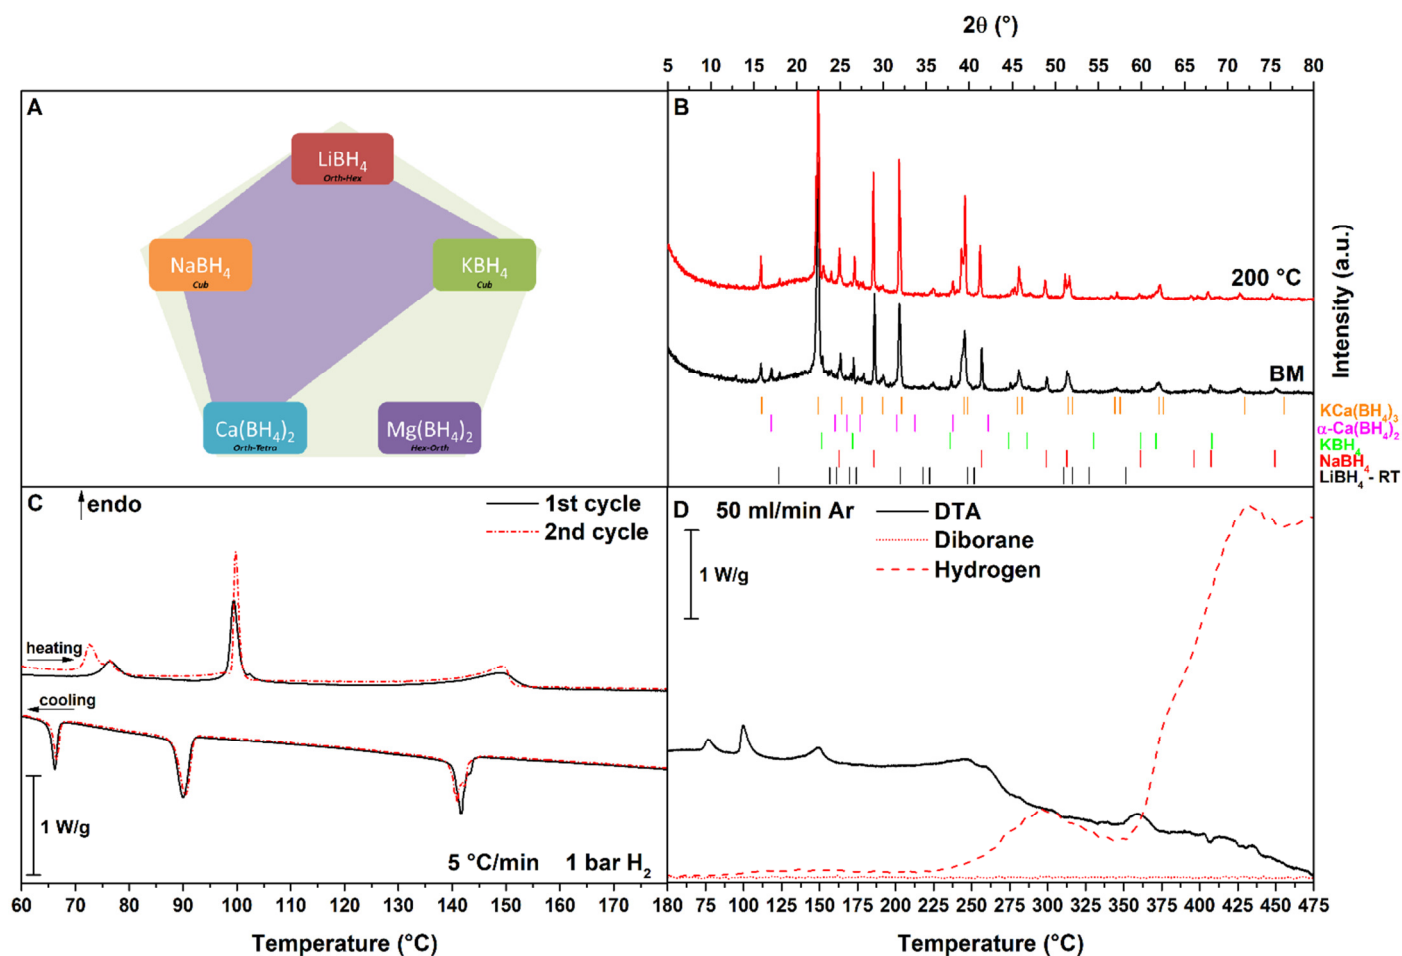 2θ (°)
5 10 15 20 25 30 35 40 45 50 55 60 65 70 75 80
A
LiBH4
Orth-Hex
NaBH4
Cub
KBH4
Cub
Ca(BH4)2
Orth-Tetra
Mg(BH4)2
Hex-Orth
B
200 °C
BM
Intensity (a.u.)
KCa(BH4)3
α-Ca(BH4)2
KBH4
NaBH4
LiBH4 - RT
C
endo
1st cycle
2nd cycle
heating
cooling
1 W/g
5 °C/min 1 bar H2
60 70 80 90 100 110 120 130 140 150 160 170 180
Temperature (°C)
D
50 ml/min Ar
DTA
Diborane
Hydrogen
1 W/g
75 100 125 150 175 200 225 250 275 300 325 350 375 400 425 450 475
Temperature (°C)